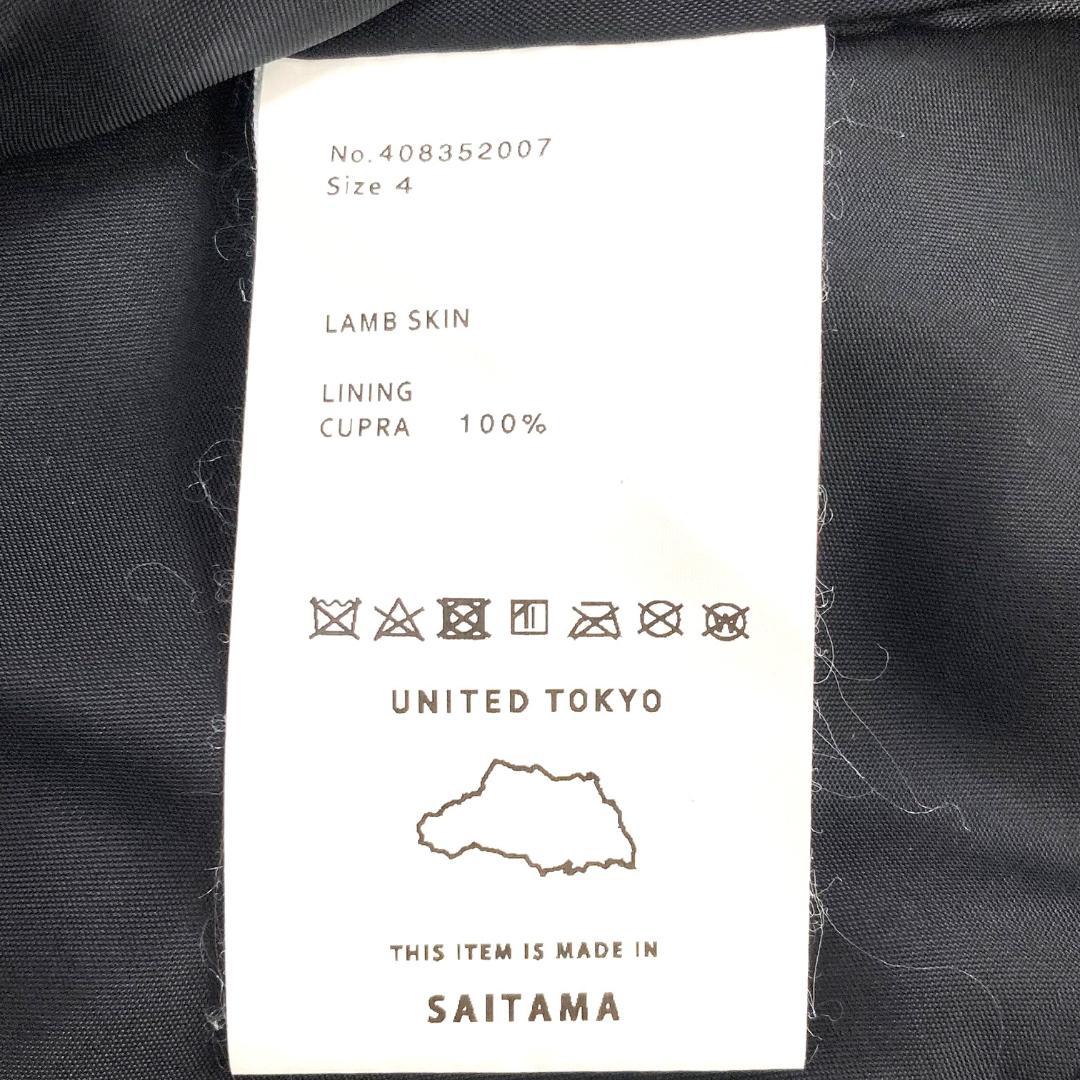 No.408352007
Size 4
LAMB SKIN
LINING
CUPRA 100%
W
UNITED TOKYO
THIS ITEM IS MADE IN
SAITAMA